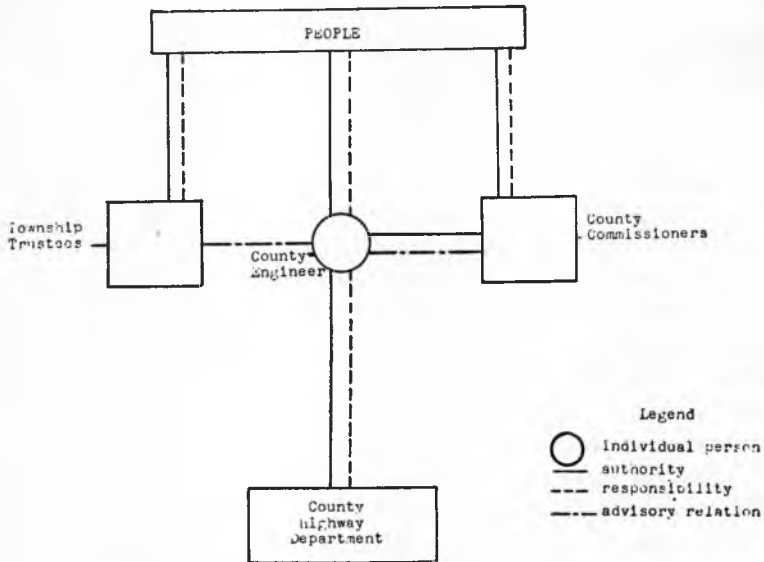 PEOPLE
Township
Trustees
County
Engineer
County
Commissioners
County
Highway
Department
Legend
individual person
authority
responsibility
advisory relation